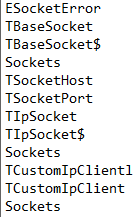 ESocketError
TBaseSocket
TBaseSocket$
Sockets
TSocketHost
TSocketPort
TIpSocket
TIpSocket$
Sockets
TCustomIpClientl
TCustomIpClient
Sockets